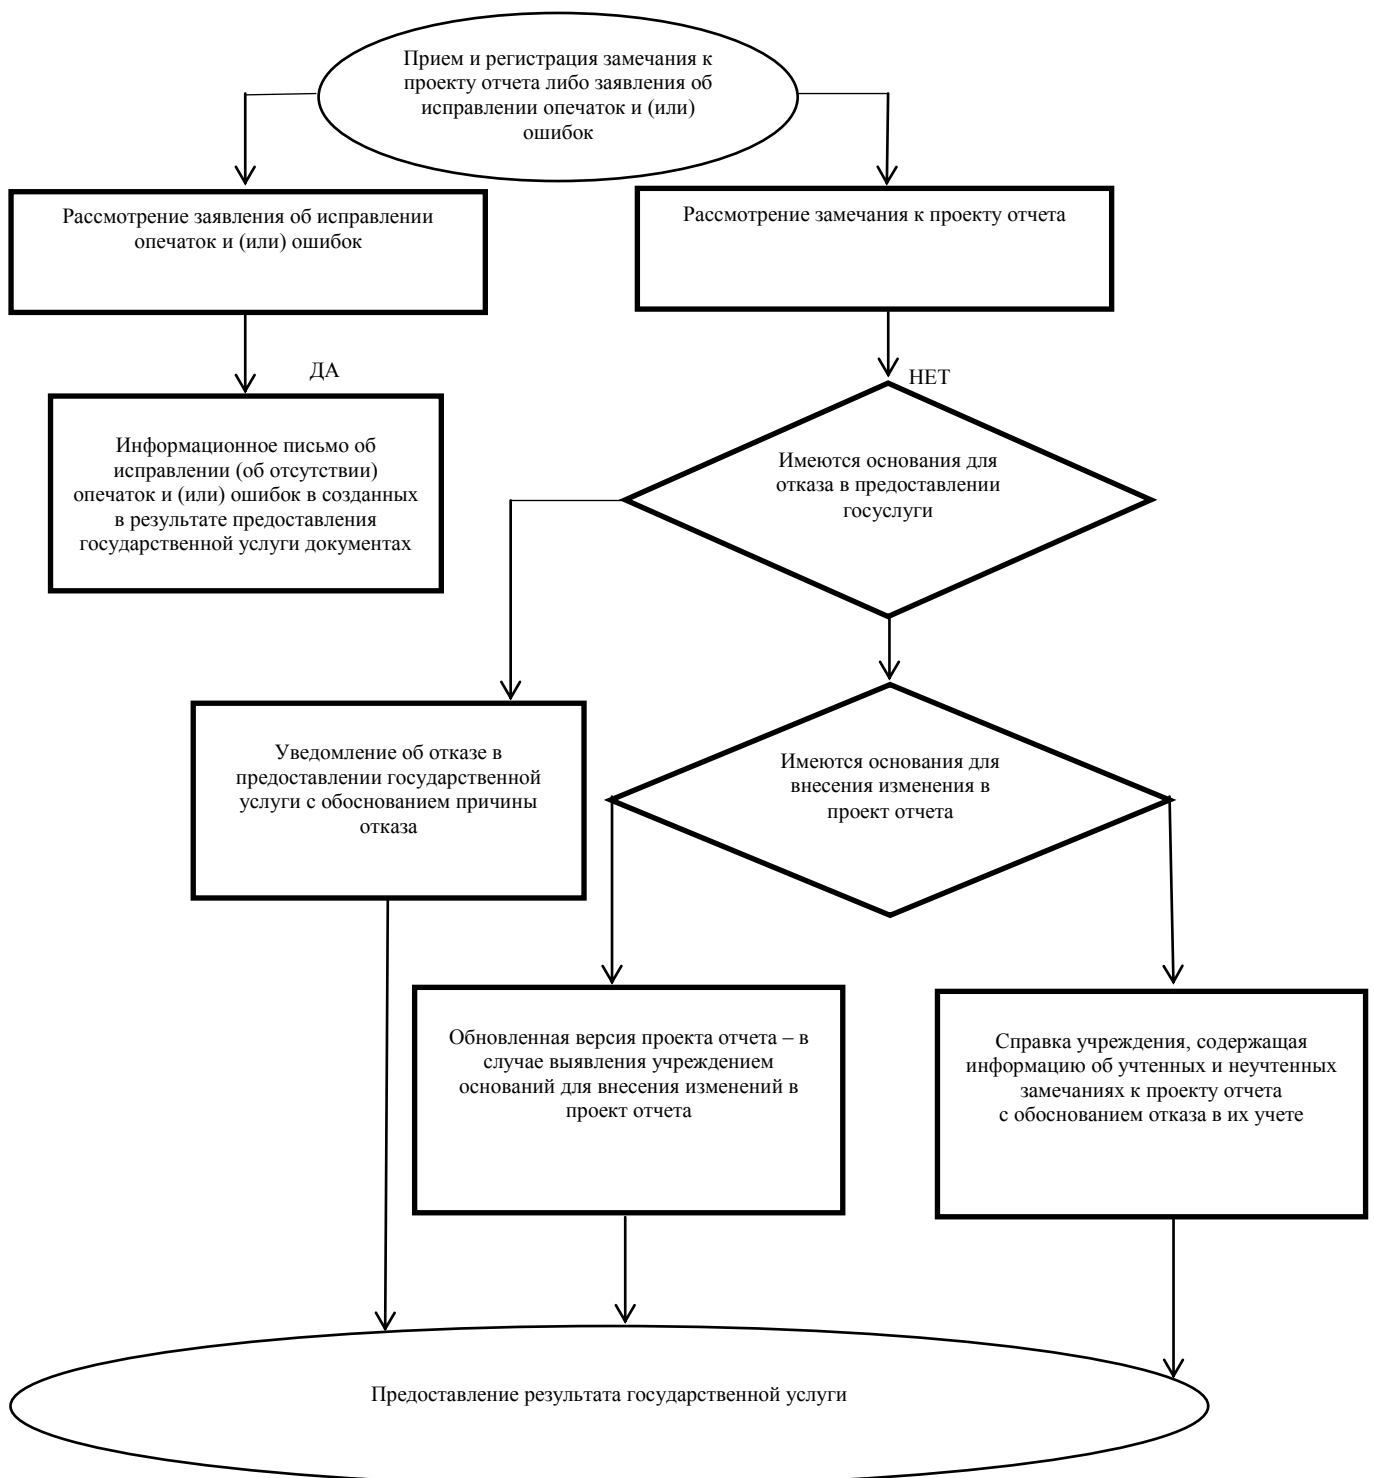 Прием и регистрация замечания к
проекту отчета либо заявления об
исправлении опечаток и (или)
ошибок
Рассмотрение заявления об исправлении
опечаток и (или) ошибок
Рассмотрение замечания к проекту отчета
ДА
НЕТ
Информационное письмо об
исправлении (об отсутствии)
опечаток и (или) ошибок в созданных
в результате предоставления
государственной услуги документах
Имеются основания для
отказа в предоставлении
госуслуги
Уведомление об отказе в
предоставлении государственной
услуги с обоснованием причины
отказа
Имеются основания для
внесения изменения в
проект отчета
Обновленная версия проекта отчета – в
случае выявления учреждением
оснований для внесения изменений в
проект отчета
Справка учреждения, содержащая
информацию об учтенных и неучтенных
замечаниях к проекту отчета
с обоснованием отказа в их учете
Предоставление результата государственной услуги